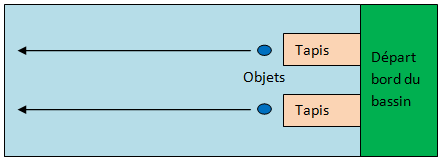 Tapis
Départ
bord du
bassin
Objets
Tapis